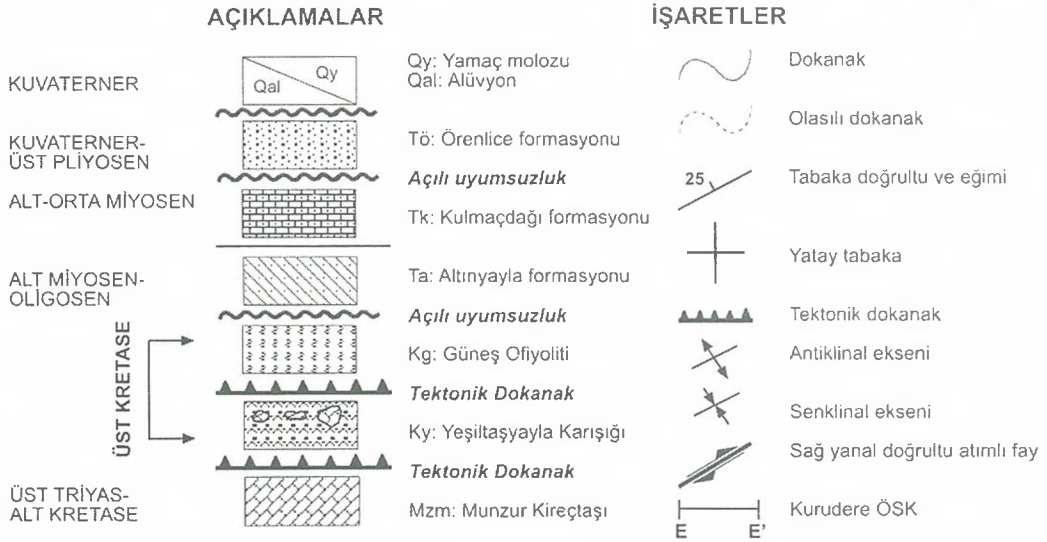 AÇIKLAMALAR
KUVATERNER
Qal
Qy
Qy: Yamaç molozu
Qal: Alüvyon
KUVATERNER-
ÜST PLİYOSEN
Tö: Örenlice formasyonu
Açılı uyumsuzluk
ALT-ORTA MİYOSEN
Tk: Kulmaçdağı formasyonu
ALT MİYOSEN-
OLİGOSEN
Ta: Altınyayla formasyonu
Açılı uyumsuzluk
ÜST KRETASE
Kg: Güneş Ofiyoliti
Tektonik Dokanak
Ky: Yeşiltaşyayla Karışığı
Tektonik Dokanak
ÜST TRİYAS-
ALT KRETASE
Mzm: Munzur Kireçtaşı
İŞARETLER
Dokanak
Olasılı dokanak
25
Tabaka doğrultu ve eğimi
Yatay tabaka
Tektonik dokanak
Antiklinal ekseni
Senklinal ekseni
Sağ yanal doğrultu atımlı fay
E
E'
Kurudere ÖSK